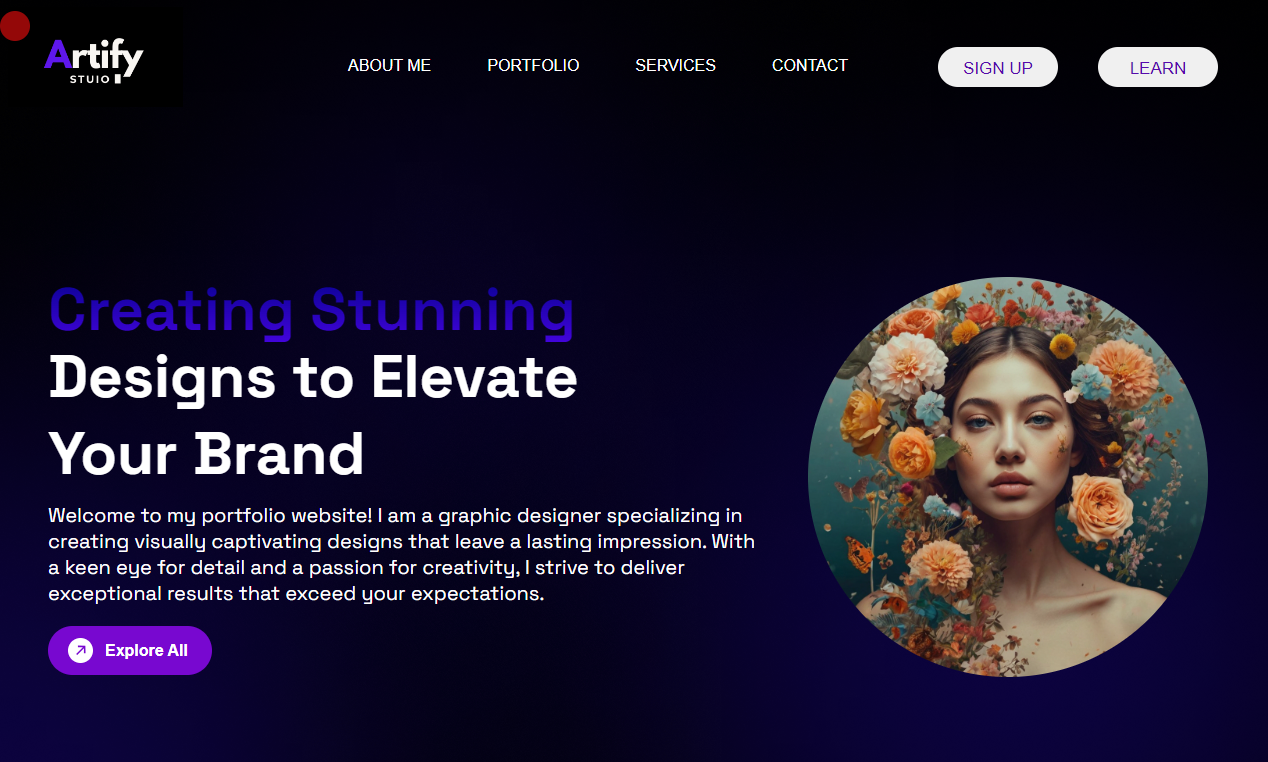 Artify
STUIO
ABOUT ME
PORTFOLIO
SERVICES
CONTACT
SIGN UP
LEARN
Creating Stunning
Designs to Elevate
Your Brand
Welcome to my portfolio website! I am a graphic designer specializing in
creating visually captivating designs that leave a lasting impression. With
a keen eye for detail and a passion for creativity, I strive to deliver
exceptional results that exceed your expectations.
Explore All